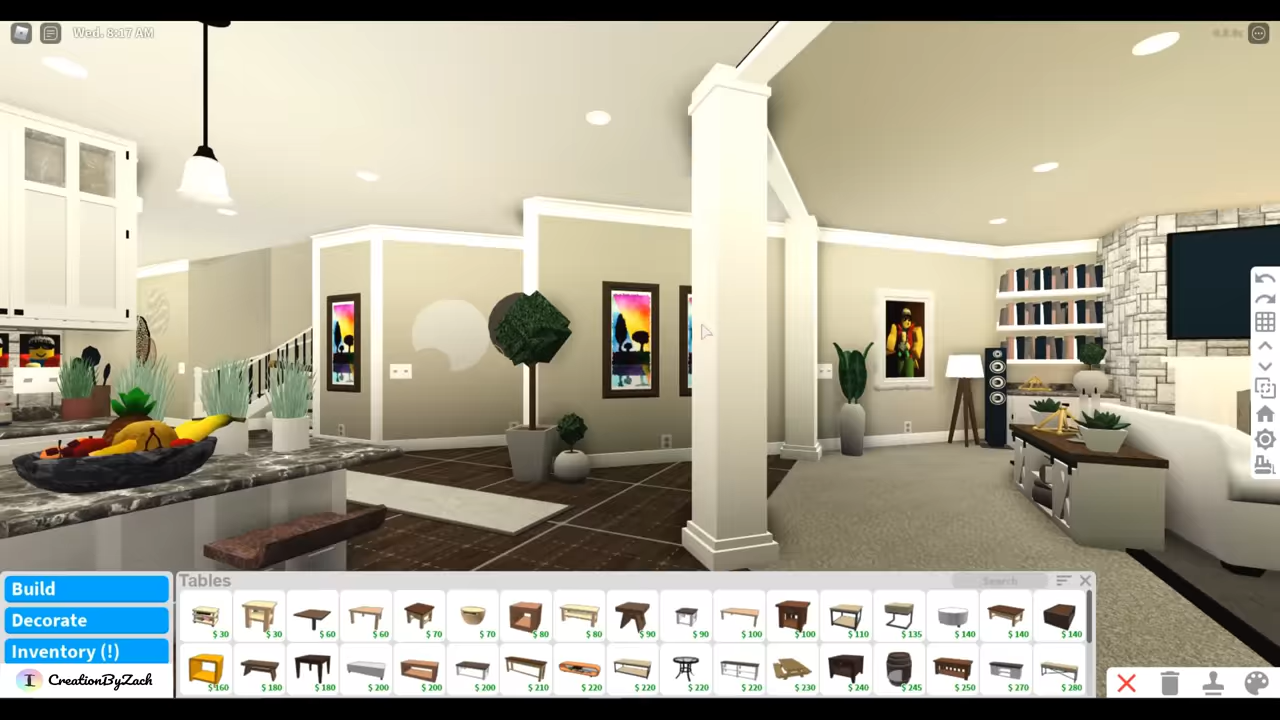 Wed. 8:17 AM
Build
Decorate
Inventory (!)
CreationByZach
Tables
Search
$ 30 $ 30 $ 60 $ 60 $ 70 $ 70 $ 80 $ 80 $ 90 $ 90 $ 100 $ 100 $ 110 $ 135 $ 140 $ 140 $ 140
$ 160 $ 180 $ 180 $ 200 $ 200 $ 200 $ 210 $ 220 $ 220 $ 220 $ 220 $ 230 $ 240 $ 245 $ 250 $ 270 $ 280